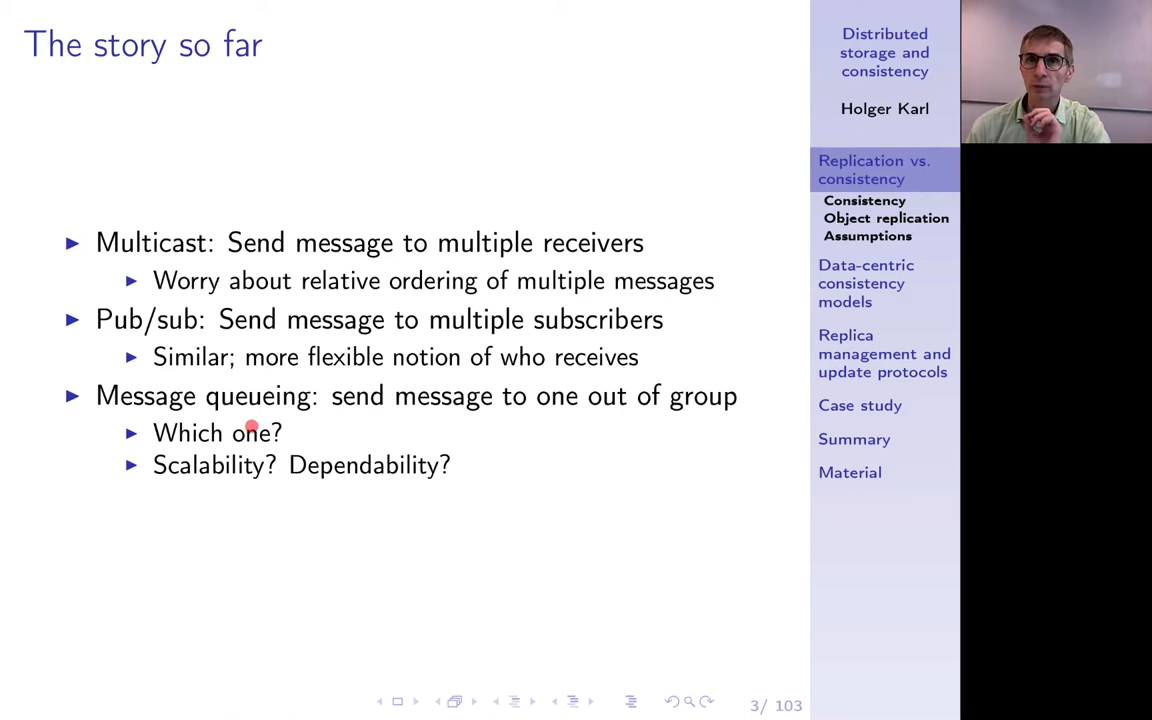 The story so far
Multicast: Send message to multiple receivers
Worry about relative ordering of multiple messages
Pub/sub: Send message to multiple subscribers
Similar; more flexible notion of who receives
Message queueing: send message to one out of group
Which one?
Scalability? Dependability?
3/ 103
Distributed
storage and
consistency
Holger Karl
Replication vs.
consistency
Consistency
Object replication
Assumptions
Data-centric
consistency
models
Replica
management and
update protocols
Case study
Summary
Material